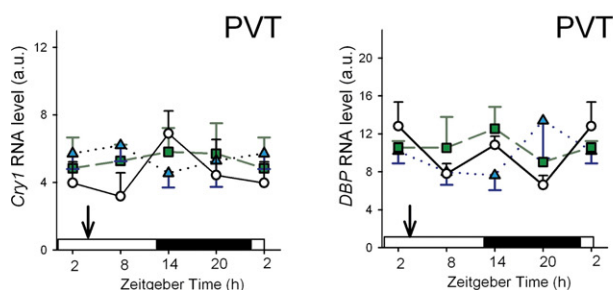 PVT
Cry1 RNA level (a.u.)
12
8
4
0
2 8 14 20 2
Zeitgeber Time (h)
PVT
DBP RNA level (a.u.)
20
16
12
8
4
0
2 8 14 20 2
Zeitgeber Time (h)